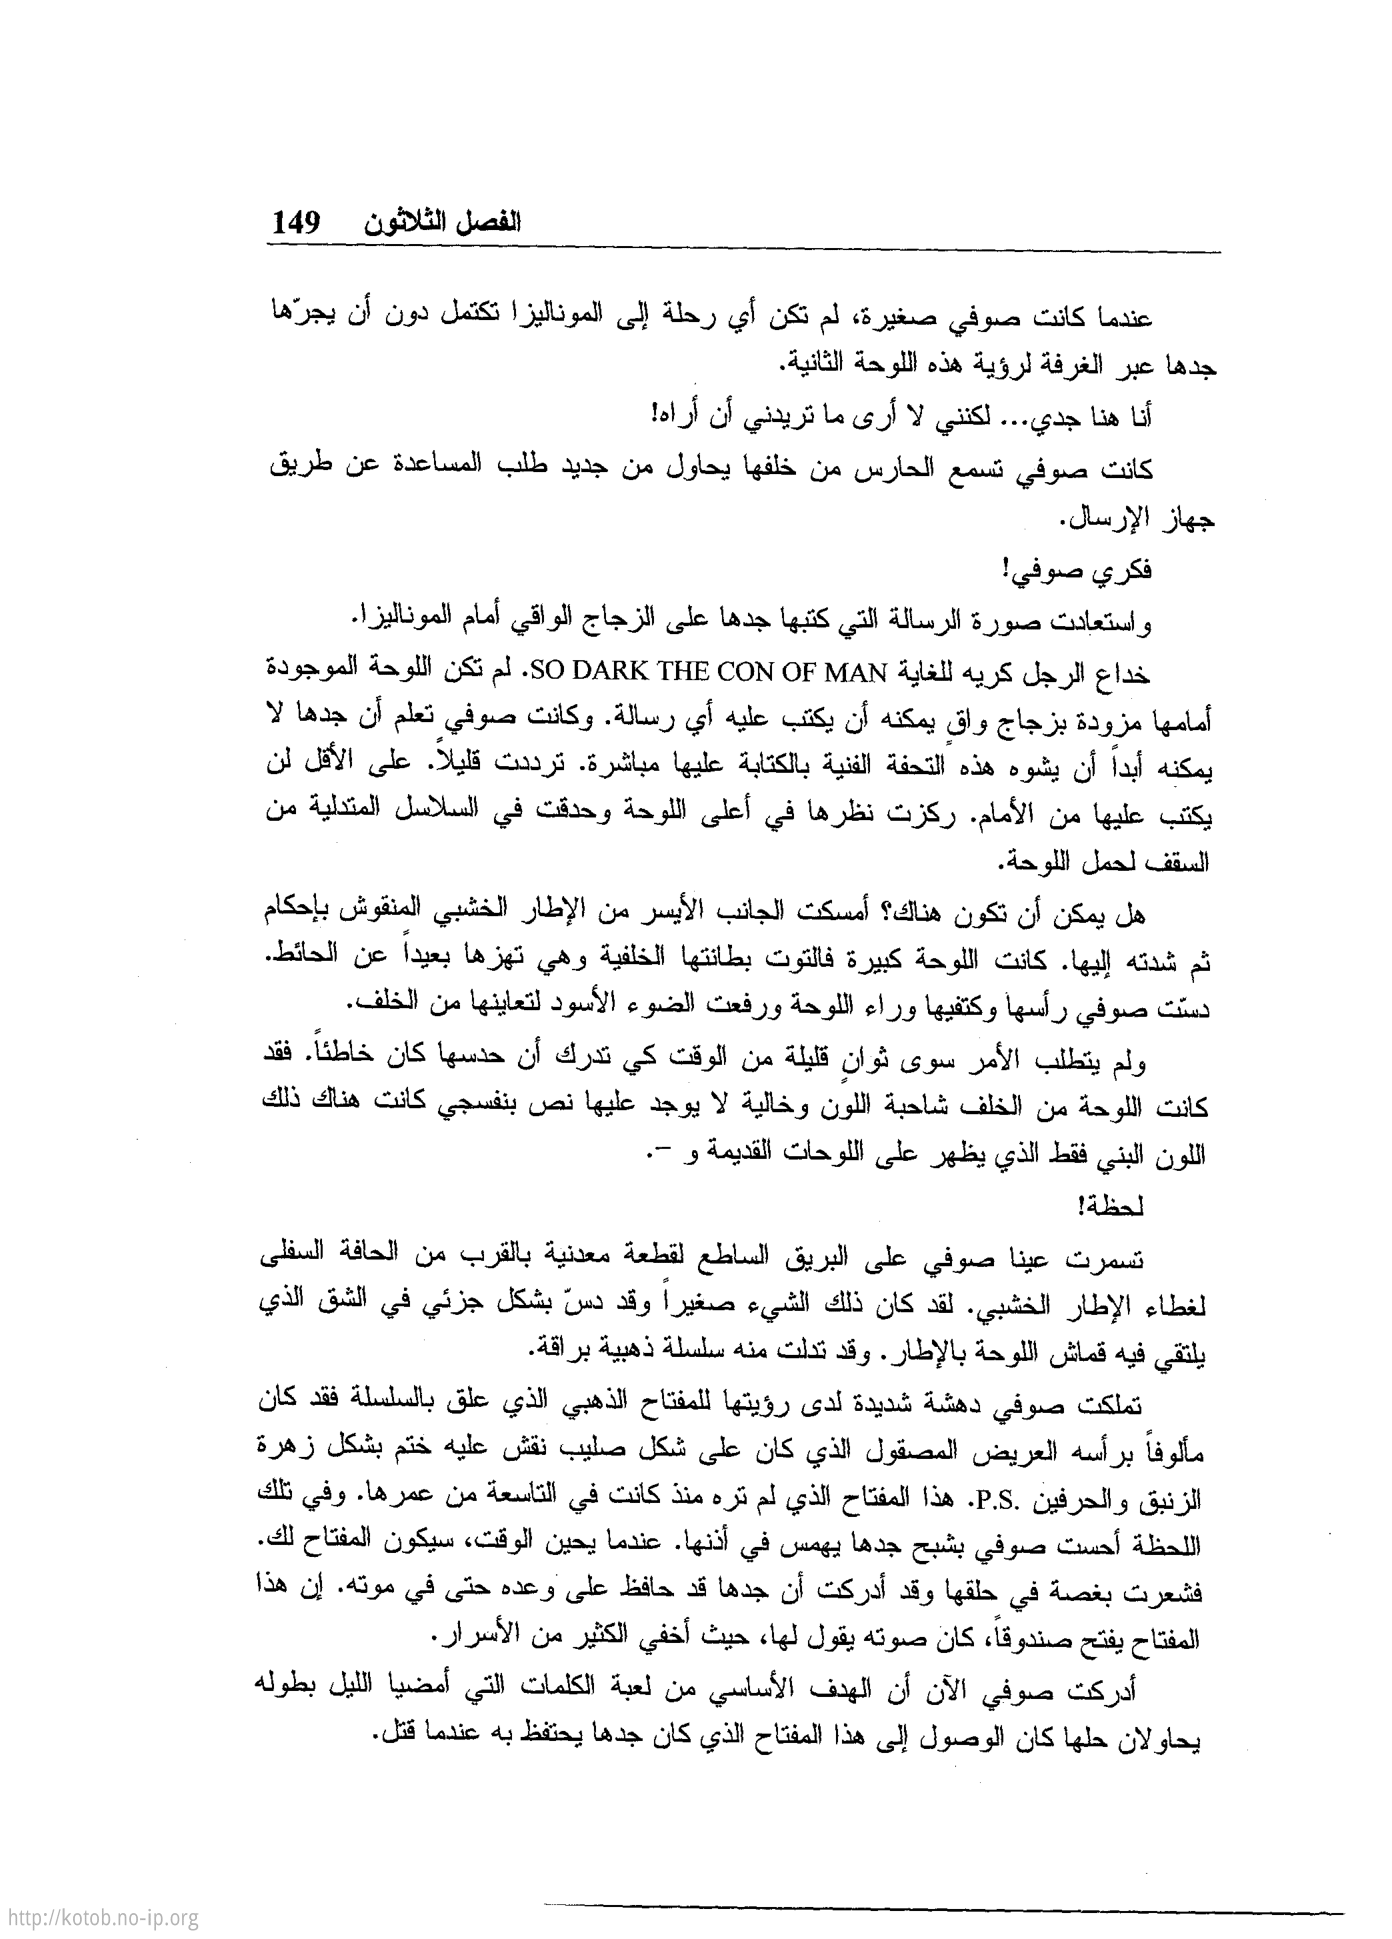 الفصل الثلاثون 149
عندما كانت صوفي صغيرة، لم تكن أي رحلة إلى الموناليزا تكتمل دون أن يجرّها
جدها عبر الغرفة لرؤية هذه اللوحة الثانية.
أنا هنا جدي... لكنني لا أرى ما تريدني أن أراه!
كانت صوفي تسمع الحارس من خلفها يحاول من جديد طلب المساعدة عن طريق
جهاز الإرسال.
فكري صوفي!
واستعادت صورة الرسالة التي كتبها جدها على الزجاج الواقي أمام الموناليزا.
خداع الرجل كريه للغاية SO DARK THE CON OF MAN. لم تكن اللوحة الموجودة
أمامها مزودة بزجاج واقٍ يمكنه أن يكتب عليه أي رسالة. وكانت صوفي تعلم أن جدها لا
يمكنه أبداً أن يشوه هذه التحفة الفنية بالكتابة عليها مباشرة. ترددت قليلاً. على الأقل لن
يكتب عليها من الأمام. ركزت نظرها في أعلى اللوحة وحدقت في السلاسل المتدلية من
السقف لحمل اللوحة.
هل يمكن أن تكون هناك؟ أمسكت الجانب الأيسر من الإطار الخشبي المنقوش بإحكام
ثم شدته إليها. كانت اللوحة كبيرة فالتوت بطانتها الخلفية وهي تهزها بعيداً عن الحائط.
دسّت صوفي رأسها وكتفيها وراء اللوحة ورفعت الضوء الأسود لتعاينها من الخلف.
ولم يتطلب الأمر سوى ثوانٍ قليلة من الوقت كي تدرك أن حدسها كان خاطئاً. فقد
كانت اللوحة من الخلف شاحبة اللون وخالية لا يوجد عليها نص بنفسجي كانت هناك ذلك
اللون البني فقط الذي يظهر على اللوحات القديمة و –.
لحظة!
تسمرت عينا صوفي على البريق الساطع لقطعة معدنية بالقرب من الحافة السفلى
لغطاء الإطار الخشبي. لقد كان ذلك الشيء صغيراً وقد دسّ بشكل جزئي في الشق الذي
يلتقي فيه قماش اللوحة بالإطار. وقد تدلت منه سلسلة ذهبية براقة.
تملكت صوفي دهشة شديدة لدى رؤيتها للمفتاح الذهبي الذي علق بالسلسلة فقد كان
مألوفاً برأسه العريض المصقول الذي كان على شكل صليب نقش عليه ختم بشكل زهرة
الزنبق والحرفين P.S. هذا المفتاح الذي لم تره منذ كانت في التاسعة من عمرها. وفي تلك
اللحظة أحست صوفي بشبح جدها يهمس في أذنها. عندما يحين الوقت، سيكون المفتاح لك.
فشعرت بغصة في حلقها وقد أدركت أن جدها قد حافظ على وعده حتى في موته. إن هذا
المفتاح يفتح صندوقاً، كان صوته يقول لها، حيث أخفي الكثير من الأسرار.
أدركت صوفي الآن أن الهدف الأساسي من لعبة الكلمات التي أمضيا الليل بطوله
يحاولان حلها كان الوصول إلى هذا المفتاح الذي كان جدها يحتفظ به عندما قتل.
http://kotob.no-ip.org